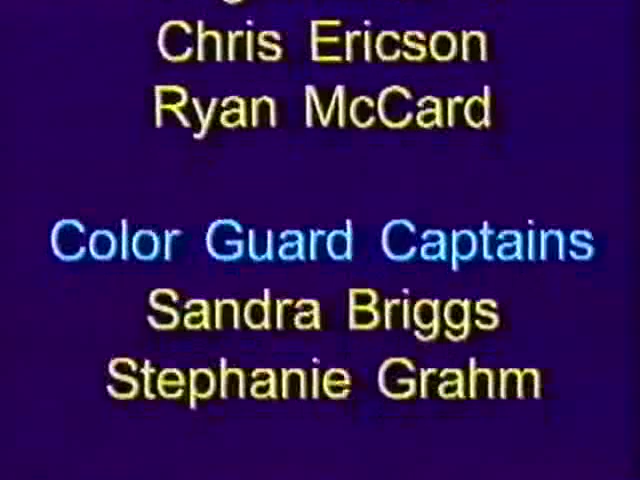 Chris Ericson
Ryan McCard
Color Guard Captains
Sandra Briggs
Stephanie Grahm